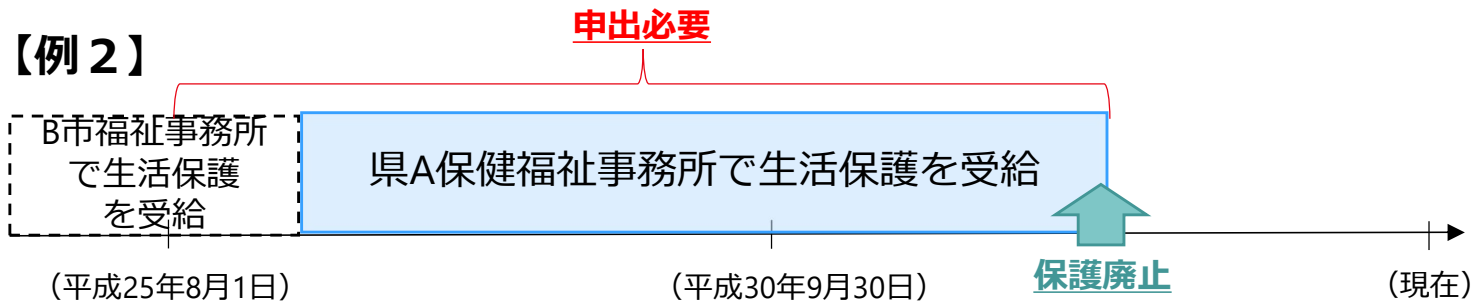 申出必要
【例２】
B市福祉事務所
で生活保護
を受給
県A保健福祉事務所で生活保護を受給
（平成25年8月1日）
（平成30年9月30日）
保護廃止
（現在）